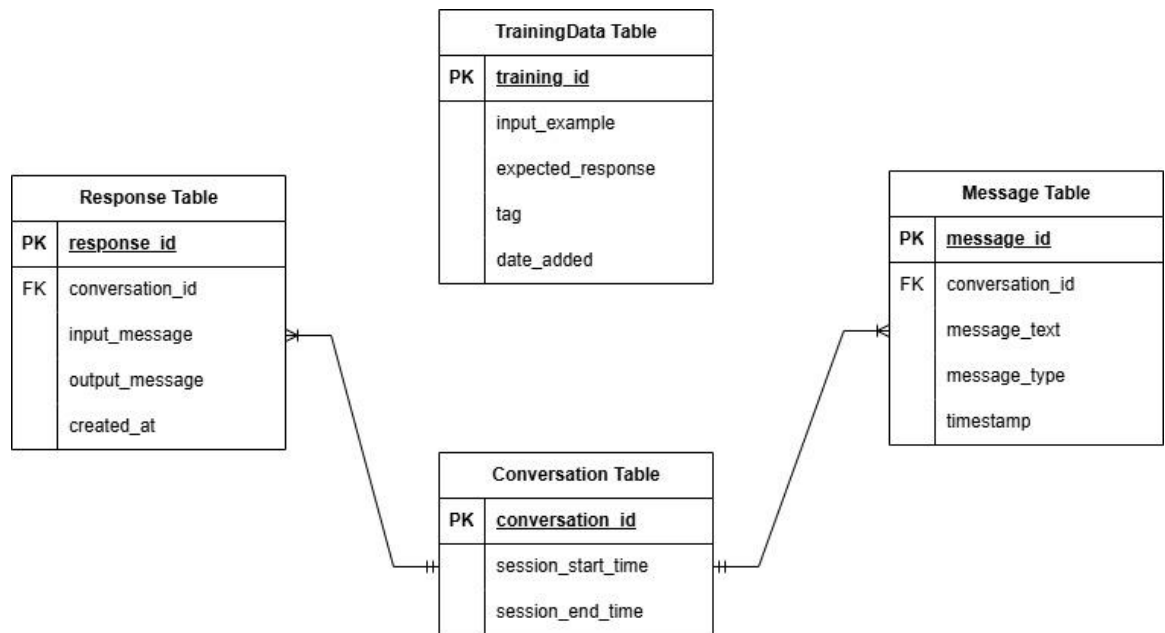 TrainingData Table
PK training_id
input_example
expected_response
tag
date_added
Response Table
PK response_id
FK conversation_id
input_message
output_message
created_at
Message Table
PK message_id
FK conversation_id
message_text
message_type
timestamp
Conversation Table
PK conversation_id
session_start_time
session_end_time